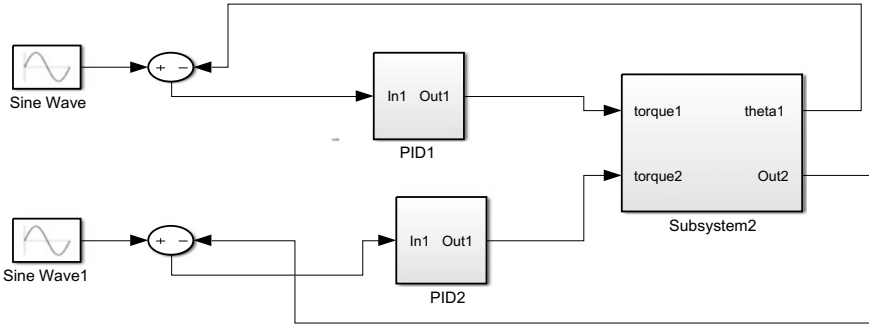 Sine Wave
+ −
In1 Out1
PID1
torque1 theta1
torque2 Out2
Subsystem2
Sine Wave1
+ −
In1 Out1
PID2